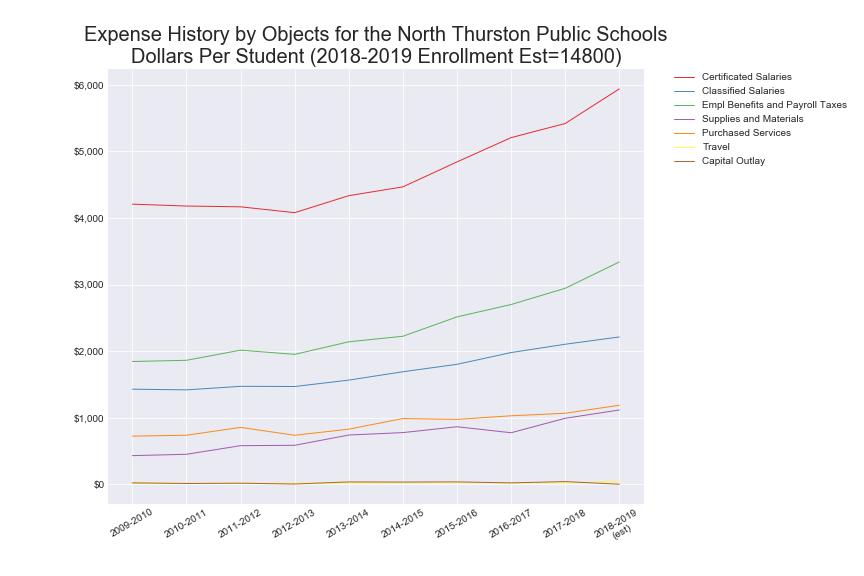 Expense History by Objects for the North Thurston Public Schools
Dollars Per Student (2018-2019 Enrollment Est=14800)
Certificated Salaries
Classified Salaries
Empl Benefits and Payroll Taxes
Supplies and Materials
Purchased Services
Travel
Capital Outlay
$6,000
$5,000
$4,000
$3,000
$2,000
$1,000
$0
2009-2010
2010-2011
2011-2012
2012-2013
2013-2014
2014-2015
2015-2016
2016-2017
2017-2018
2018-2019
(est)